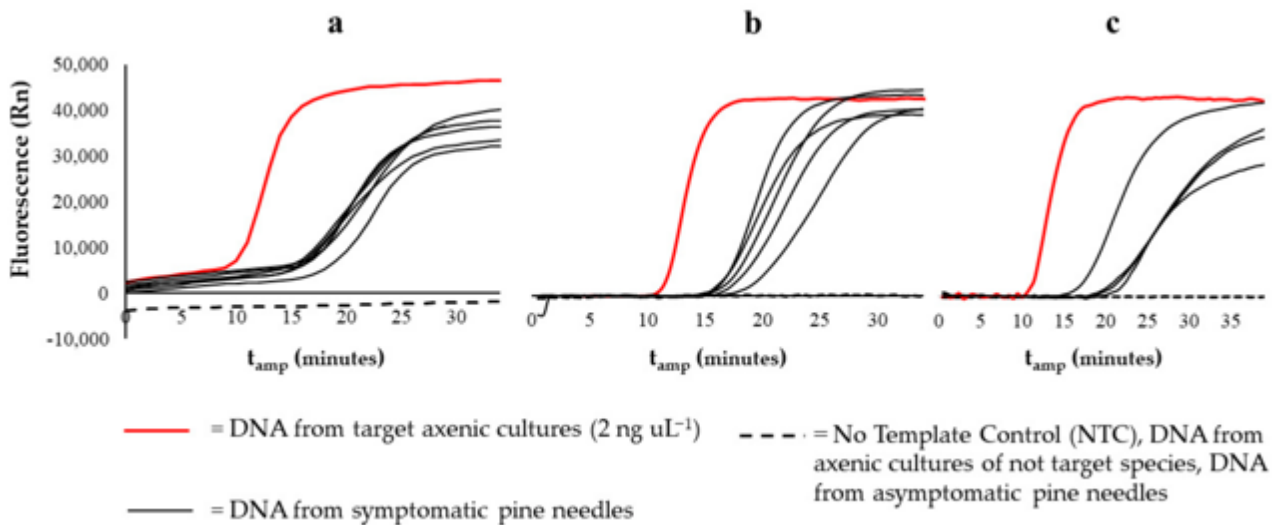 a b c
50,000
40,000
30,000
20,000
10,000
0
-10,000
Fluorescence (Rn)
0 5 10 15 20 25 30
0 5 10 15 20 25 30
0 5 10 15 20 25 30 35
tamp (minutes) tamp (minutes) tamp (minutes)
= DNA from target axenic cultures (2 ng uL⁻¹)
= No Template Control (NTC), DNA from
axenic cultures of not target species, DNA
from asymptomatic pine needles
= DNA from symptomatic pine needles